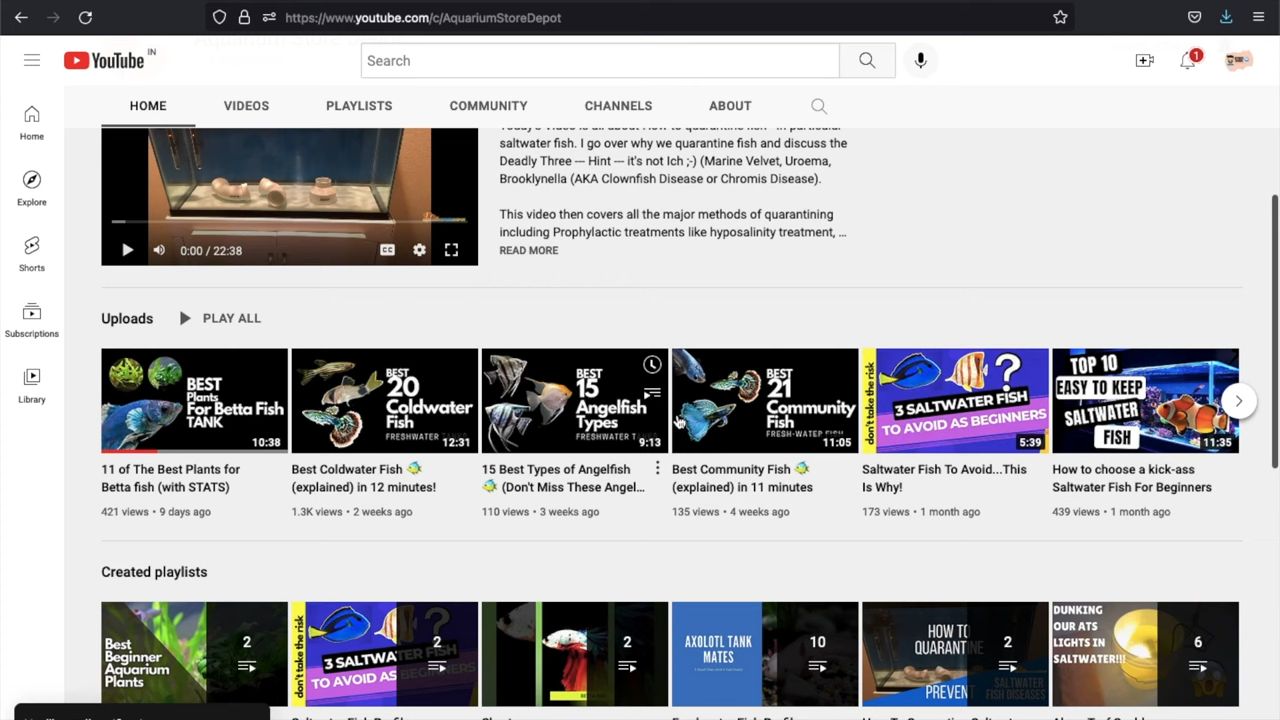 https://www.youtube.com/c/AquariumStoreDepot
YouTube IN
Search
1
HOME VIDEOS PLAYLISTS COMMUNITY CHANNELS ABOUT
Home
Explore
Shorts
Subscriptions
Library
0:00 / 22:38
CC
saltwater fish. I go over why we quarantine fish and discuss the
Deadly Three --- Hint --- it's not Ich ;-) (Marine Velvet, Uroema,
Brooklynella (AKA Clownfish Disease or Chromis Disease).
This video then covers all the major methods of quarantining
including Prophylactic treatments like hyposalinity treatment, ...
READ MORE
Uploads PLAY ALL
BEST
Plants
For Betta Fish
TANK
10:38
11 of The Best Plants for
Betta fish (with STATS)
421 views • 9 days ago
BEST
20
Coldwater
Fish
FRESHWATER
12:31
Best Coldwater Fish
(explained) in 12 minutes!
1.3K views • 2 weeks ago
BEST
15
Angelfish
Types
FRESHWATER
9:13
15 Best Types of Angelfish
(Don't Miss These Angel...
110 views • 3 weeks ago
BEST
21
Community
Fish
FRESH-WATER FISH
11:05
Best Community Fish
(explained) in 11 minutes
135 views • 4 weeks ago
don't take the risk
?
3 SALTWATER FISH
TO AVOID AS BEGINNERS
5:39
Saltwater Fish To Avoid...This
Is Why!
173 views • 1 month ago
TOP 10
EASY TO KEEP
SALTWATER
FISH
11:35
How to choose a kick-ass
Saltwater Fish For Beginners
439 views • 1 month ago
Created playlists
Best
Beginner
Aquarium
Plants
2
don't take the risk
?
3 SALTWATER FISH
TO AVOID AS BEGINNERS
2
2
AXOLOTL TANK
MATES
10
HOW TO
QUARANTINE
PREVENT
SALTWATER
FISH DISEASES
2
DUNKING
OUR ATS
LIGHTS IN
SALTWATER!!!
6